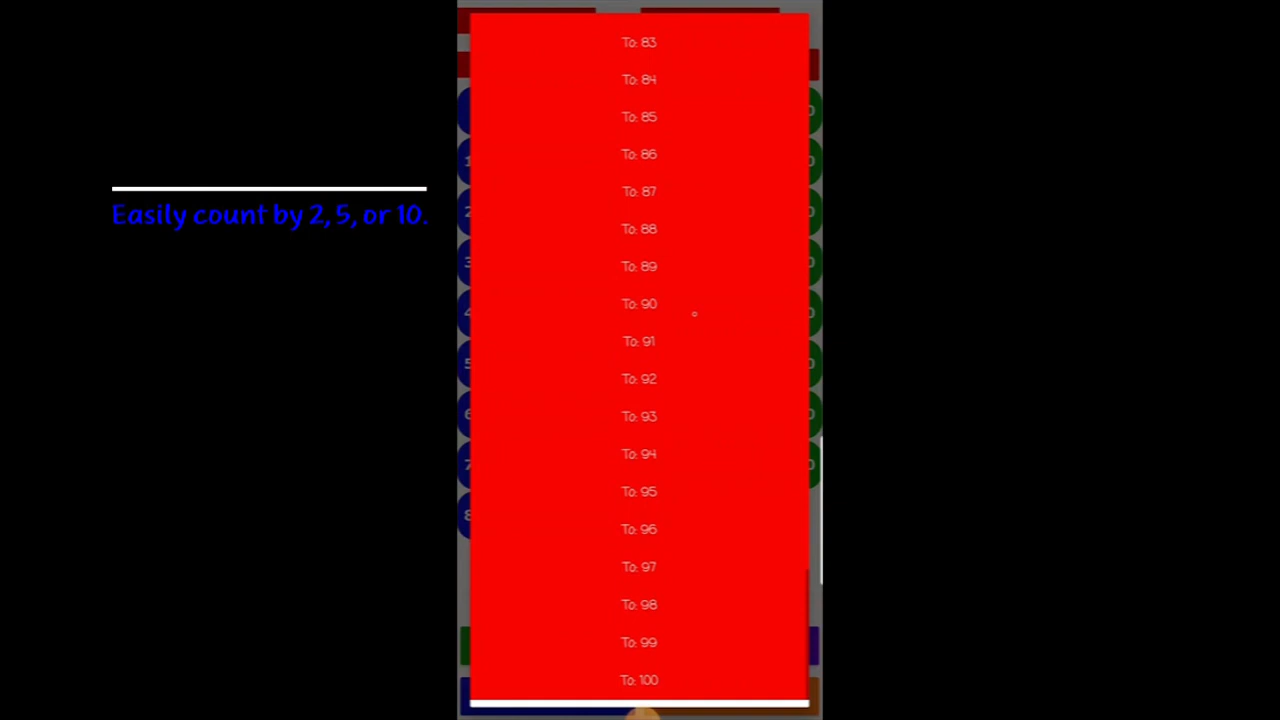 Easily count by 2, 5, or 10.
To: 83
To: 84
To: 85
To: 86
To: 87
To: 88
To: 89
To: 90
To: 91
To: 92
To: 93
To: 94
To: 95
To: 96
To: 97
To: 98
To: 99
To: 100